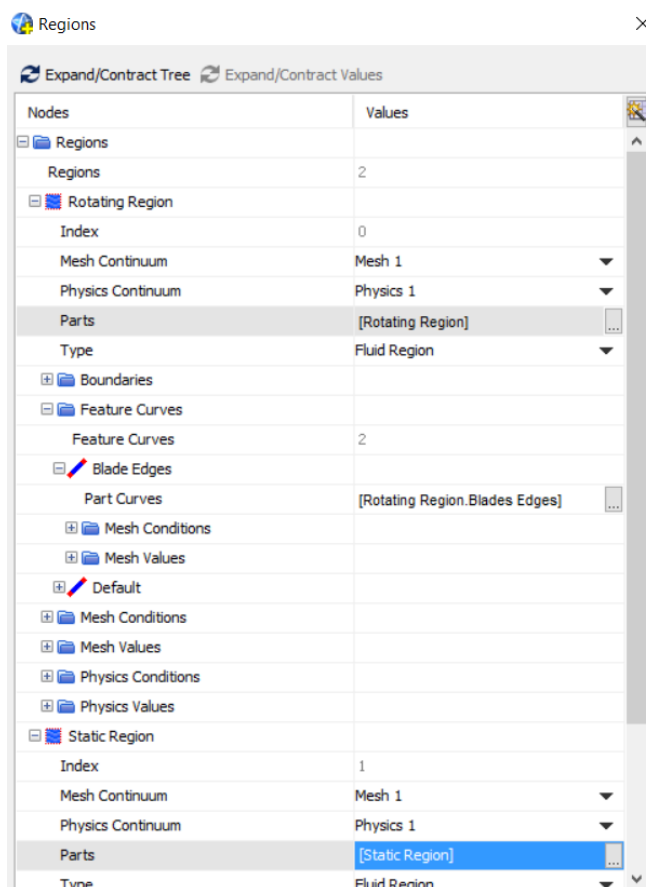 Regions
Expand/Contract Tree Expand/Contract Values
Nodes Values
Regions
Regions 2
Rotating Region
Index 0
Mesh Continuum Mesh 1
Physics Continuum Physics 1
Parts [Rotating Region] ...
Type Fluid Region
Boundaries
Feature Curves
Feature Curves 2
Blade Edges
Part Curves [Rotating Region.Blades Edges] ...
Mesh Conditions
Mesh Values
Default
Mesh Conditions
Mesh Values
Physics Conditions
Physics Values
Static Region
Index 1
Mesh Continuum Mesh 1
Physics Continuum Physics 1
Parts [Static Region] ...
Type Fluid Region